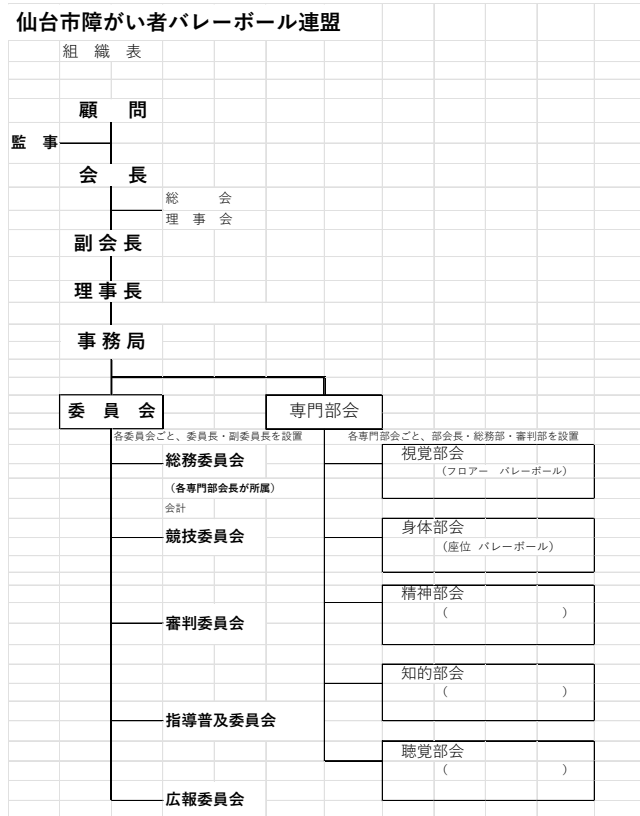 仙台市障がい者バレーボール連盟
組　織　表
顧　問
監　事
会　長
総　　　会
理　事　会
副 会 長
理 事 長
事 務 局
委　員　会
専門部会
各委員会ごと、委員長・副委員長を設置
各専門部会ごと、部会長・総務部・審判部を設置
総務委員会
（各専門部会長が所属）
会計
競技委員会
審判委員会
指導普及委員会
広報委員会
視覚部会
（フロアー　バレーボール）
身体部会
（座位 バレーボール）
精神部会
（　　　　　　　　　）
知的部会
（　　　　　　　　　）
聴覚部会
（　　　　　　　　　）